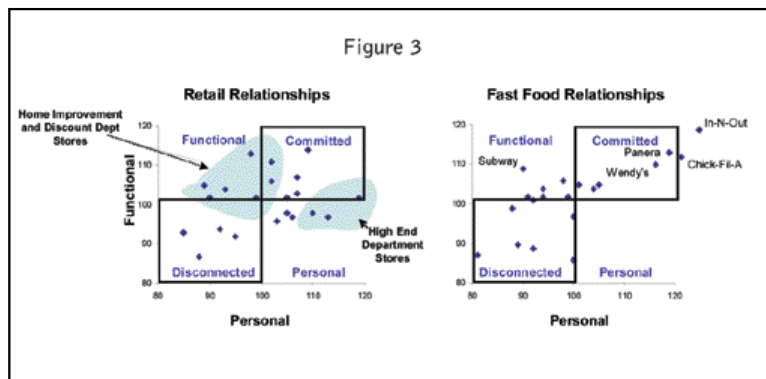 Figure 3
Retail Relationships
Home Improvement
and Discount Dept
Stores
120
110
100
90
80
Functional
Functional
Committed
Disconnected
Personal
High End
Department
Stores
80
90
100
110
120
Personal
Fast Food Relationships
120
110
100
90
80
Functional
Committed
In-N-Out
Panera
Chick-Fil-A
Wendy's
Subway
Disconnected
Personal
80
90
100
110
120
Personal